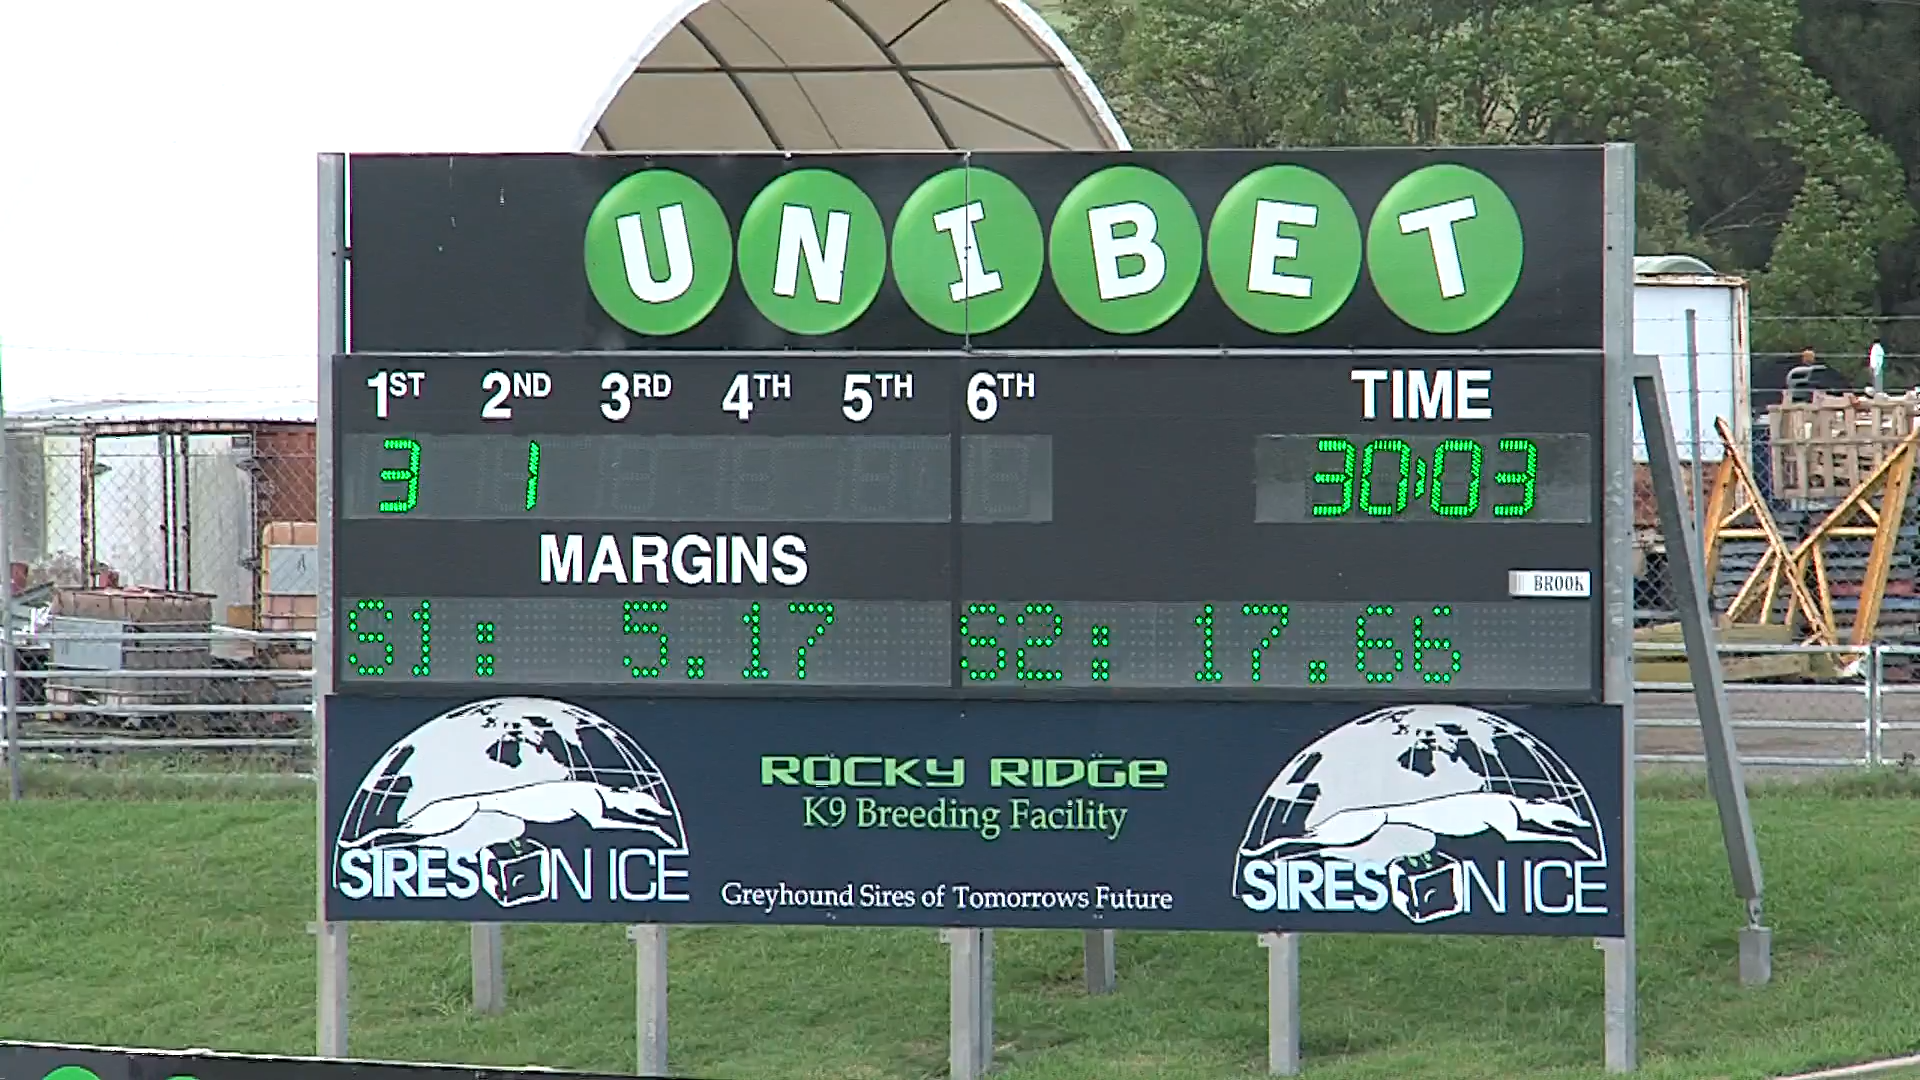 UNIBET
1ST 2ND 3RD 4TH 5TH 6TH TIME
3 1 30:03
MARGINS
BROOK
S1: 5.17 S2: 17.66
ROCKY RIDGE
K9 Breeding Facility
SIRES ON ICE
Greyhound Sires of Tomorrows Future
SIRES ON ICE